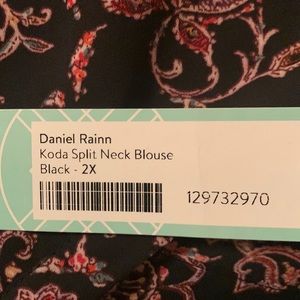 Daniel Rainn
Koda Split Neck Blouse
Black - 2X
129732970